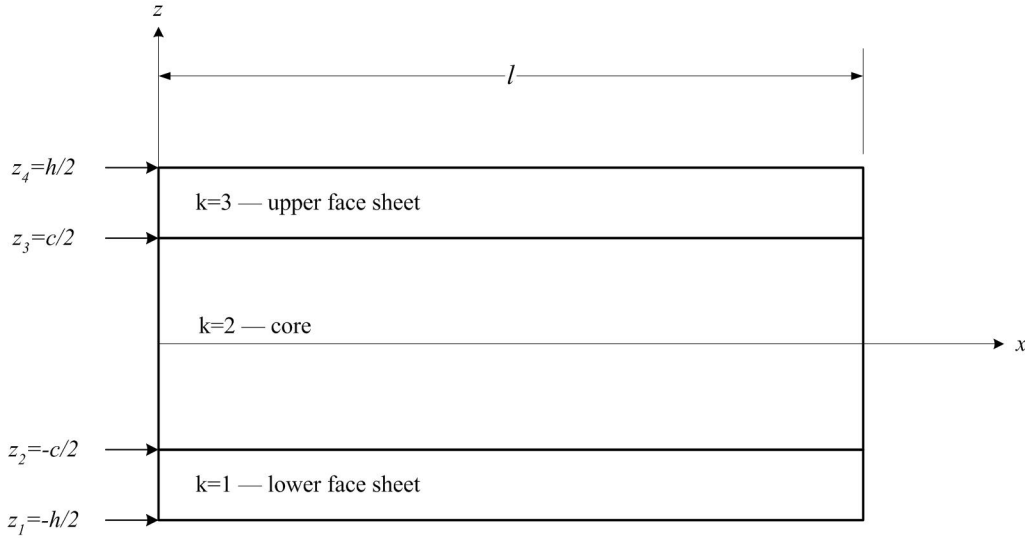 z
l
z₄=h/2
k=3 — upper face sheet
z₃=c/2
k=2 — core
x
z₂=-c/2
k=1 — lower face sheet
z₁=-h/2